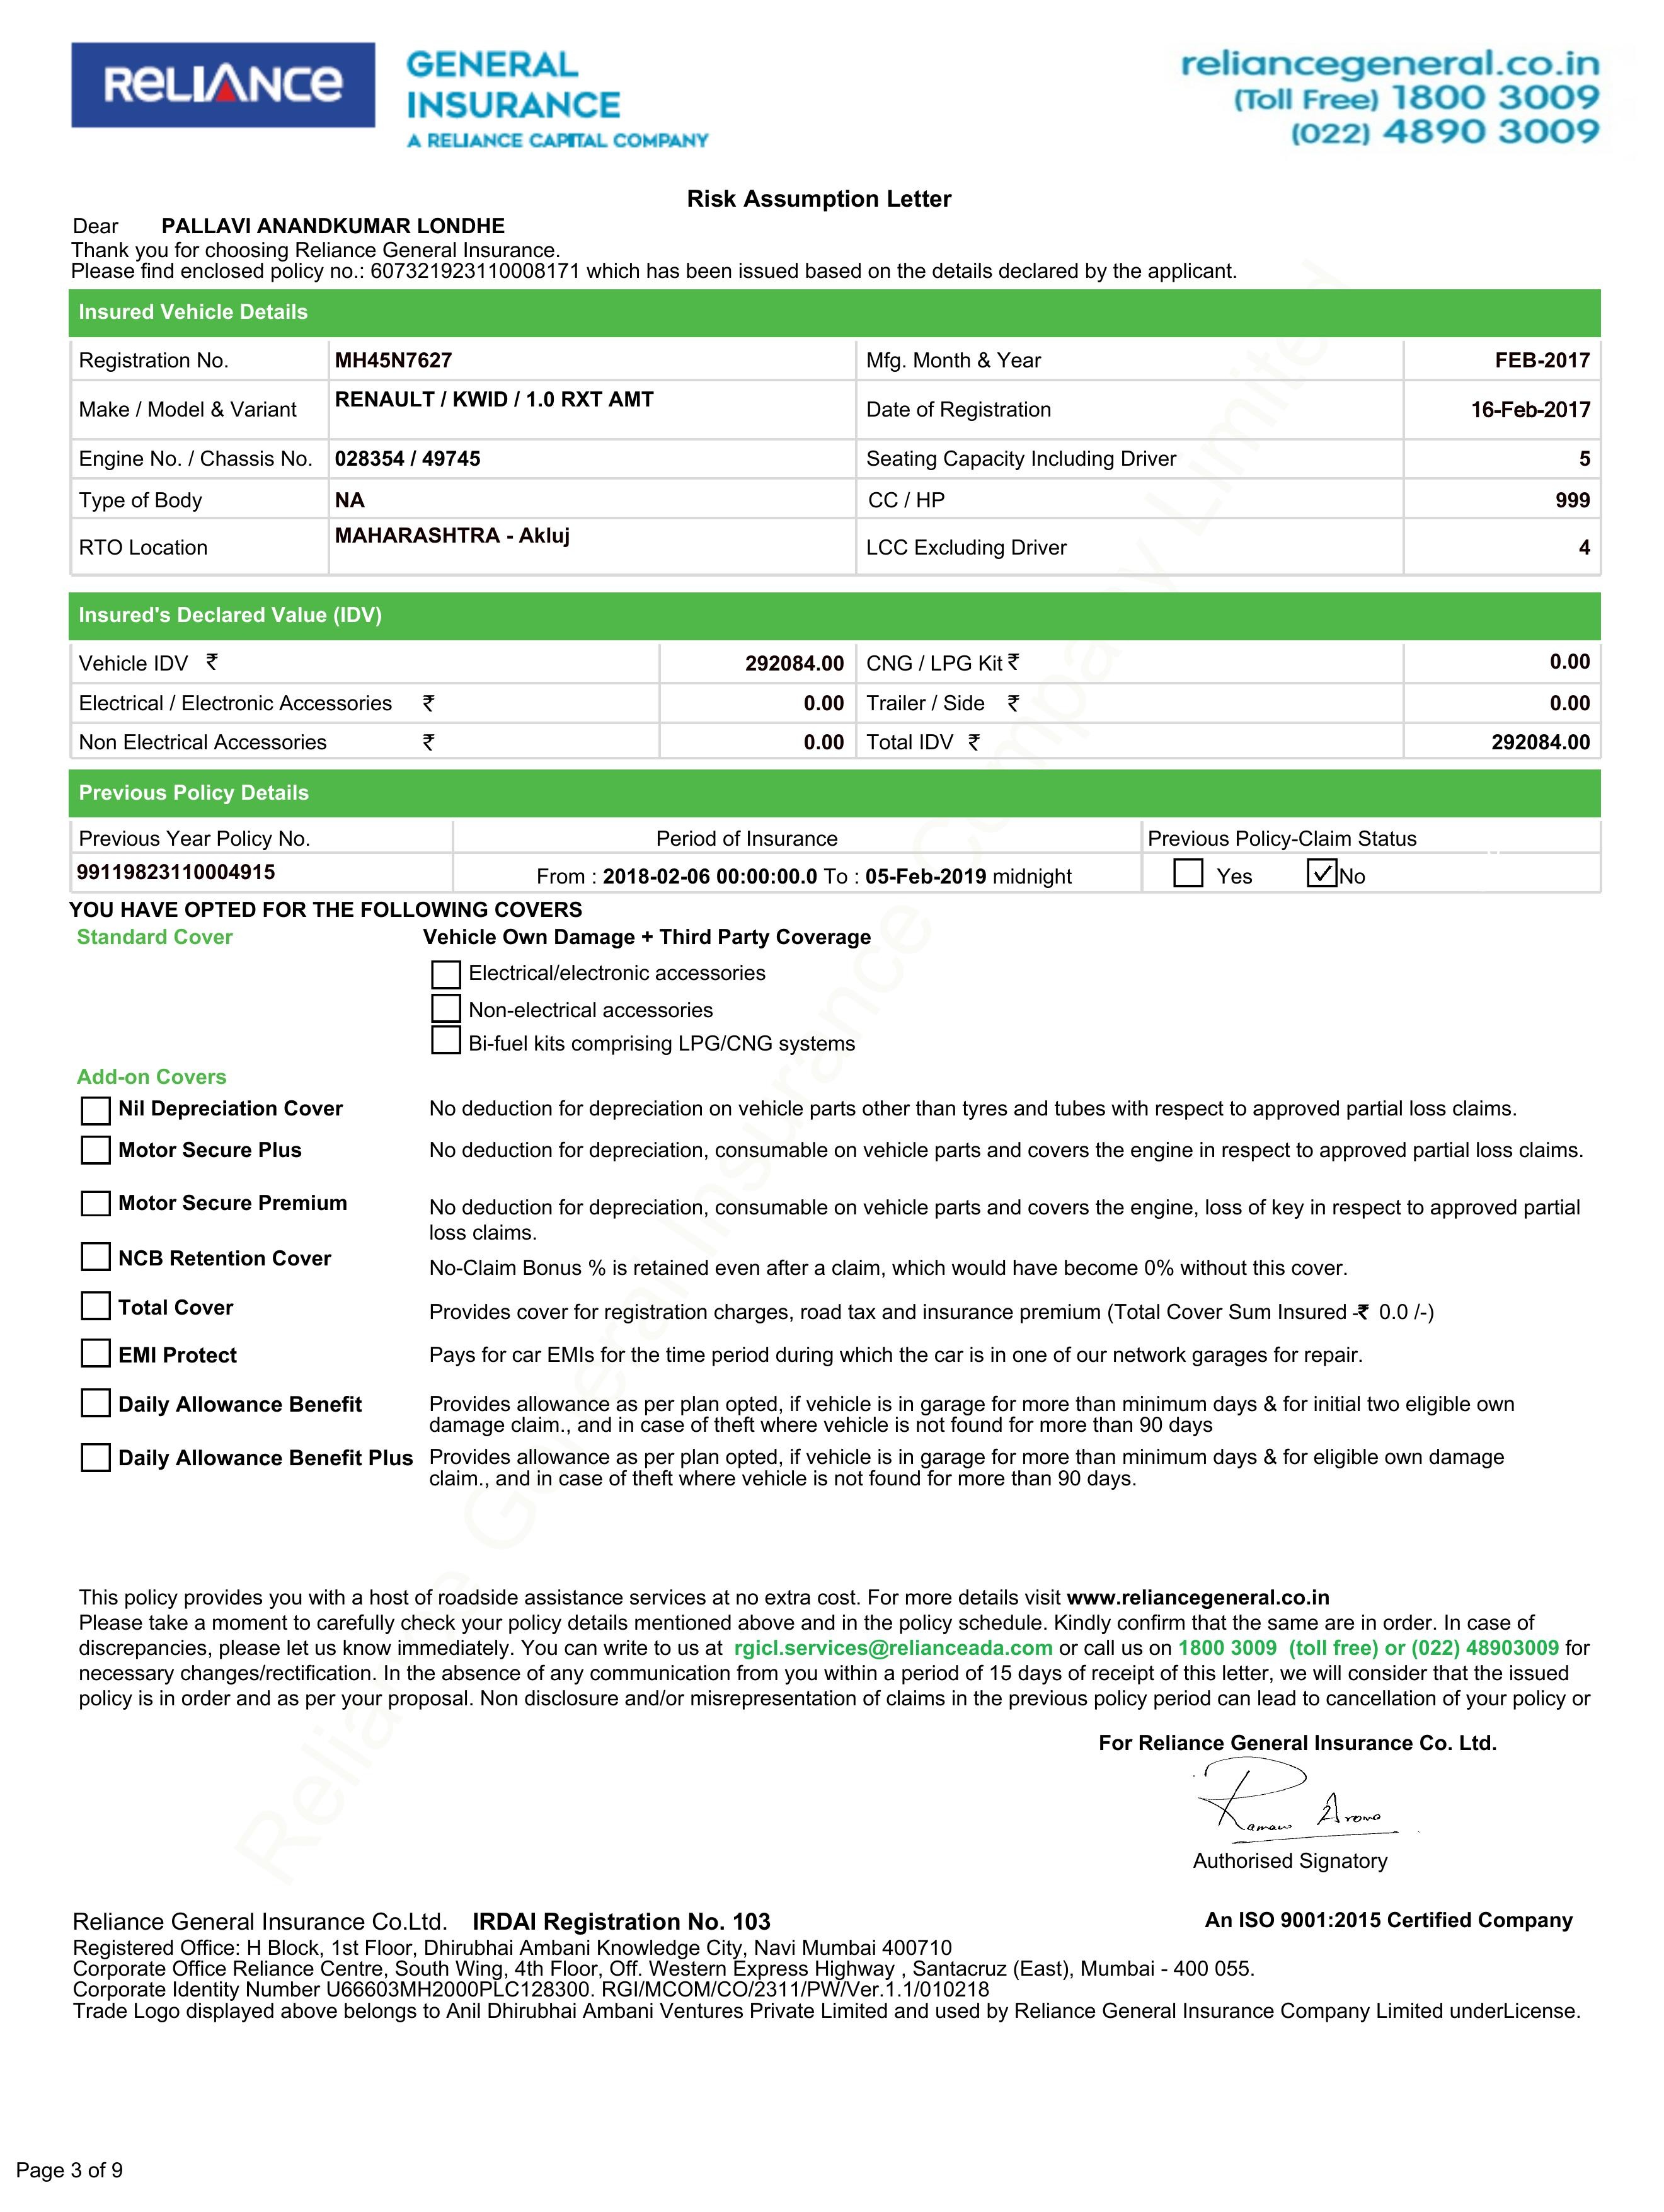 RELIANCE
GENERAL
INSURANCE
A RELIANCE CAPITAL COMPANY
reliancegeneral.co.in
(Toll Free) 1800 3009
(022) 4890 3009
Risk Assumption Letter
Dear PALLAVI ANANDKUMAR LONDHE
Thank you for choosing Reliance General Insurance.
Please find enclosed policy no.: 607321923110008171 which has been issued based on the details declared by the applicant.
Insured Vehicle Details
Registration No. MH45N7627 Mfg. Month & Year FEB-2017
Make / Model & Variant RENAULT / KWID / 1.0 RXT AMT Date of Registration 16-Feb-2017
Engine No. / Chassis No. 028354 / 49745 Seating Capacity Including Driver 5
Type of Body NA CC / HP 999
RTO Location MAHARASHTRA - Akluj LCC Excluding Driver 4
Insured's Declared Value (IDV)
Vehicle IDV ₹ 292084.00 CNG / LPG Kit ₹ 0.00
Electrical / Electronic Accessories ₹ 0.00 Trailer / Side ₹ 0.00
Non Electrical Accessories ₹ 0.00 Total IDV ₹ 292084.00
Previous Policy Details
Previous Year Policy No. Period of Insurance Previous Policy-Claim Status
99119823110004915 From : 2018-02-06 00:00:00.0 To : 05-Feb-2019 midnight Yes ✓ No
YOU HAVE OPTED FOR THE FOLLOWING COVERS
Standard Cover Vehicle Own Damage + Third Party Coverage
Electrical/electronic accessories
Non-electrical accessories
Bi-fuel kits comprising LPG/CNG systems
Add-on Covers
Nil Depreciation Cover No deduction for depreciation on vehicle parts other than tyres and tubes with respect to approved partial loss claims.
Motor Secure Plus No deduction for depreciation, consumable on vehicle parts and covers the engine in respect to approved partial loss claims.
Motor Secure Premium No deduction for depreciation, consumable on vehicle parts and covers the engine, loss of key in respect to approved partial
loss claims.
NCB Retention Cover No-Claim Bonus % is retained even after a claim, which would have become 0% without this cover.
Total Cover Provides cover for registration charges, road tax and insurance premium (Total Cover Sum Insured -₹ 0.0 /-)
EMI Protect Pays for car EMIs for the time period during which the car is in one of our network garages for repair.
Daily Allowance Benefit Provides allowance as per plan opted, if vehicle is in garage for more than minimum days & for initial two eligible own
damage claim., and in case of theft where vehicle is not found for more than 90 days
Daily Allowance Benefit Plus Provides allowance as per plan opted, if vehicle is in garage for more than minimum days & for eligible own damage
claim., and in case of theft where vehicle is not found for more than 90 days.
This policy provides you with a host of roadside assistance services at no extra cost. For more details visit www.reliancegeneral.co.in
Please take a moment to carefully check your policy details mentioned above and in the policy schedule. Kindly confirm that the same are in order. In case of
discrepancies, please let us know immediately. You can write to us at rgicl.services@relianceada.com or call us on 1800 3009 (toll free) or (022) 48903009 for
necessary changes/rectification. In the absence of any communication from you within a period of 15 days of receipt of this letter, we will consider that the issued
policy is in order and as per your proposal. Non disclosure and/or misrepresentation of claims in the previous policy period can lead to cancellation of your policy or
For Reliance General Insurance Co. Ltd.
Raman Arora
Authorised Signatory
Reliance General Insurance Co.Ltd. IRDAI Registration No. 103 An ISO 9001:2015 Certified Company
Registered Office: H Block, 1st Floor, Dhirubhai Ambani Knowledge City, Navi Mumbai 400710
Corporate Office Reliance Centre, South Wing, 4th Floor, Off. Western Express Highway , Santacruz (East), Mumbai - 400 055.
Corporate Identity Number U66603MH2000PLC128300. RGI/MCOM/CO/2311/PW/Ver.1.1/010218
Trade Logo displayed above belongs to Anil Dhirubhai Ambani Ventures Private Limited and used by Reliance General Insurance Company Limited underLicense.
Reliance General Insurance Company Limited
Page 3 of 9